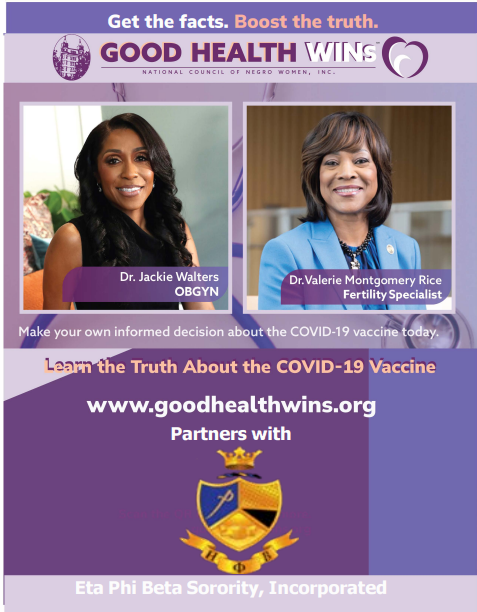 Get the facts. Boost the truth.
GOOD HEALTH WINs
NATIONAL COUNCIL OF NEGRO WOMEN, INC.
Dr. Jackie Walters
OBGYN
Dr.Valerie Montgomery Rice
Fertility Specialist
Make your own informed decision about the COVID-19 vaccine today.
Learn the Truth About the COVID-19 Vaccine
www.goodhealthwins.org
Partners with
Η Φ Β
Eta Phi Beta Sorority, Incorporated